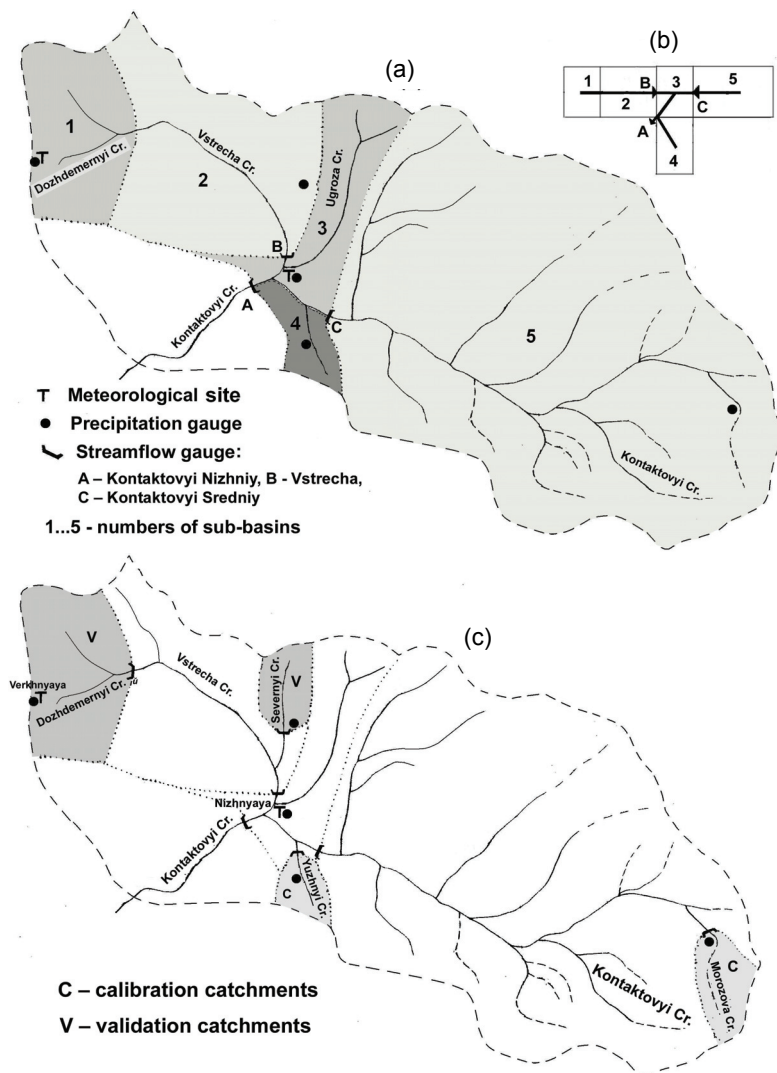 (a)
(b)
1
B
3
5
2
C
A
4
1
Dozhdemernyi Cr.
Vstrecha Cr.
2
Ugroza Cr.
3
B
T
T
A
C
4
Kontaktovyi Cr.
5
Kontaktovyi Cr.
T Meteorological site
Precipitation gauge
Streamflow gauge:
A – Kontaktovyi Nizhniy, B - Vstrecha,
C – Kontaktovyi Sredniy
1...5 - numbers of sub-basins
(c)
V
Verkhnyaya
T
Dozhdemernyi Cr.
Vstrecha Cr.
Severnyi Cr.
V
Nizhnyaya
T
Kontaktovyi Cr.
C
Yuzhnyi Cr.
Kontaktovyi Cr.
C
Morozova Cr.
C – calibration catchments
V – validation catchments